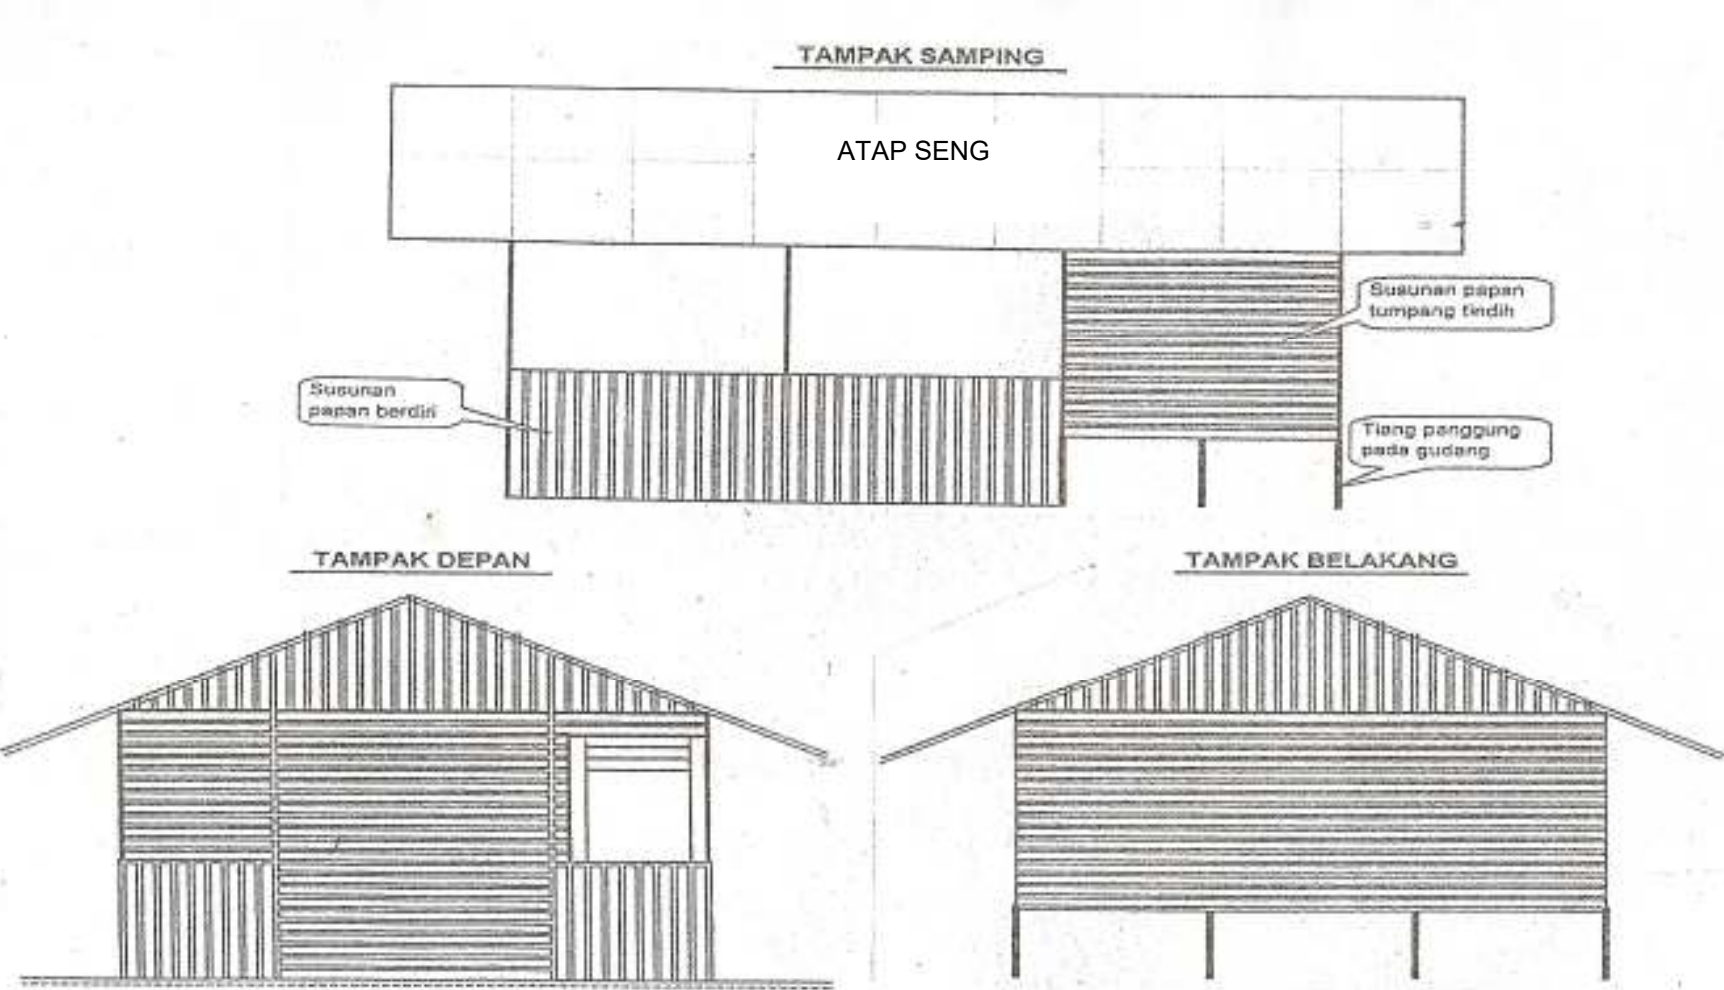 TAMPAK SAMPING
ATAP SENG
Susunan papan
tumpang tindih
Susunan
papan berdiri
Tiang panggung
pada gudang
TAMPAK DEPAN
TAMPAK BELAKANG